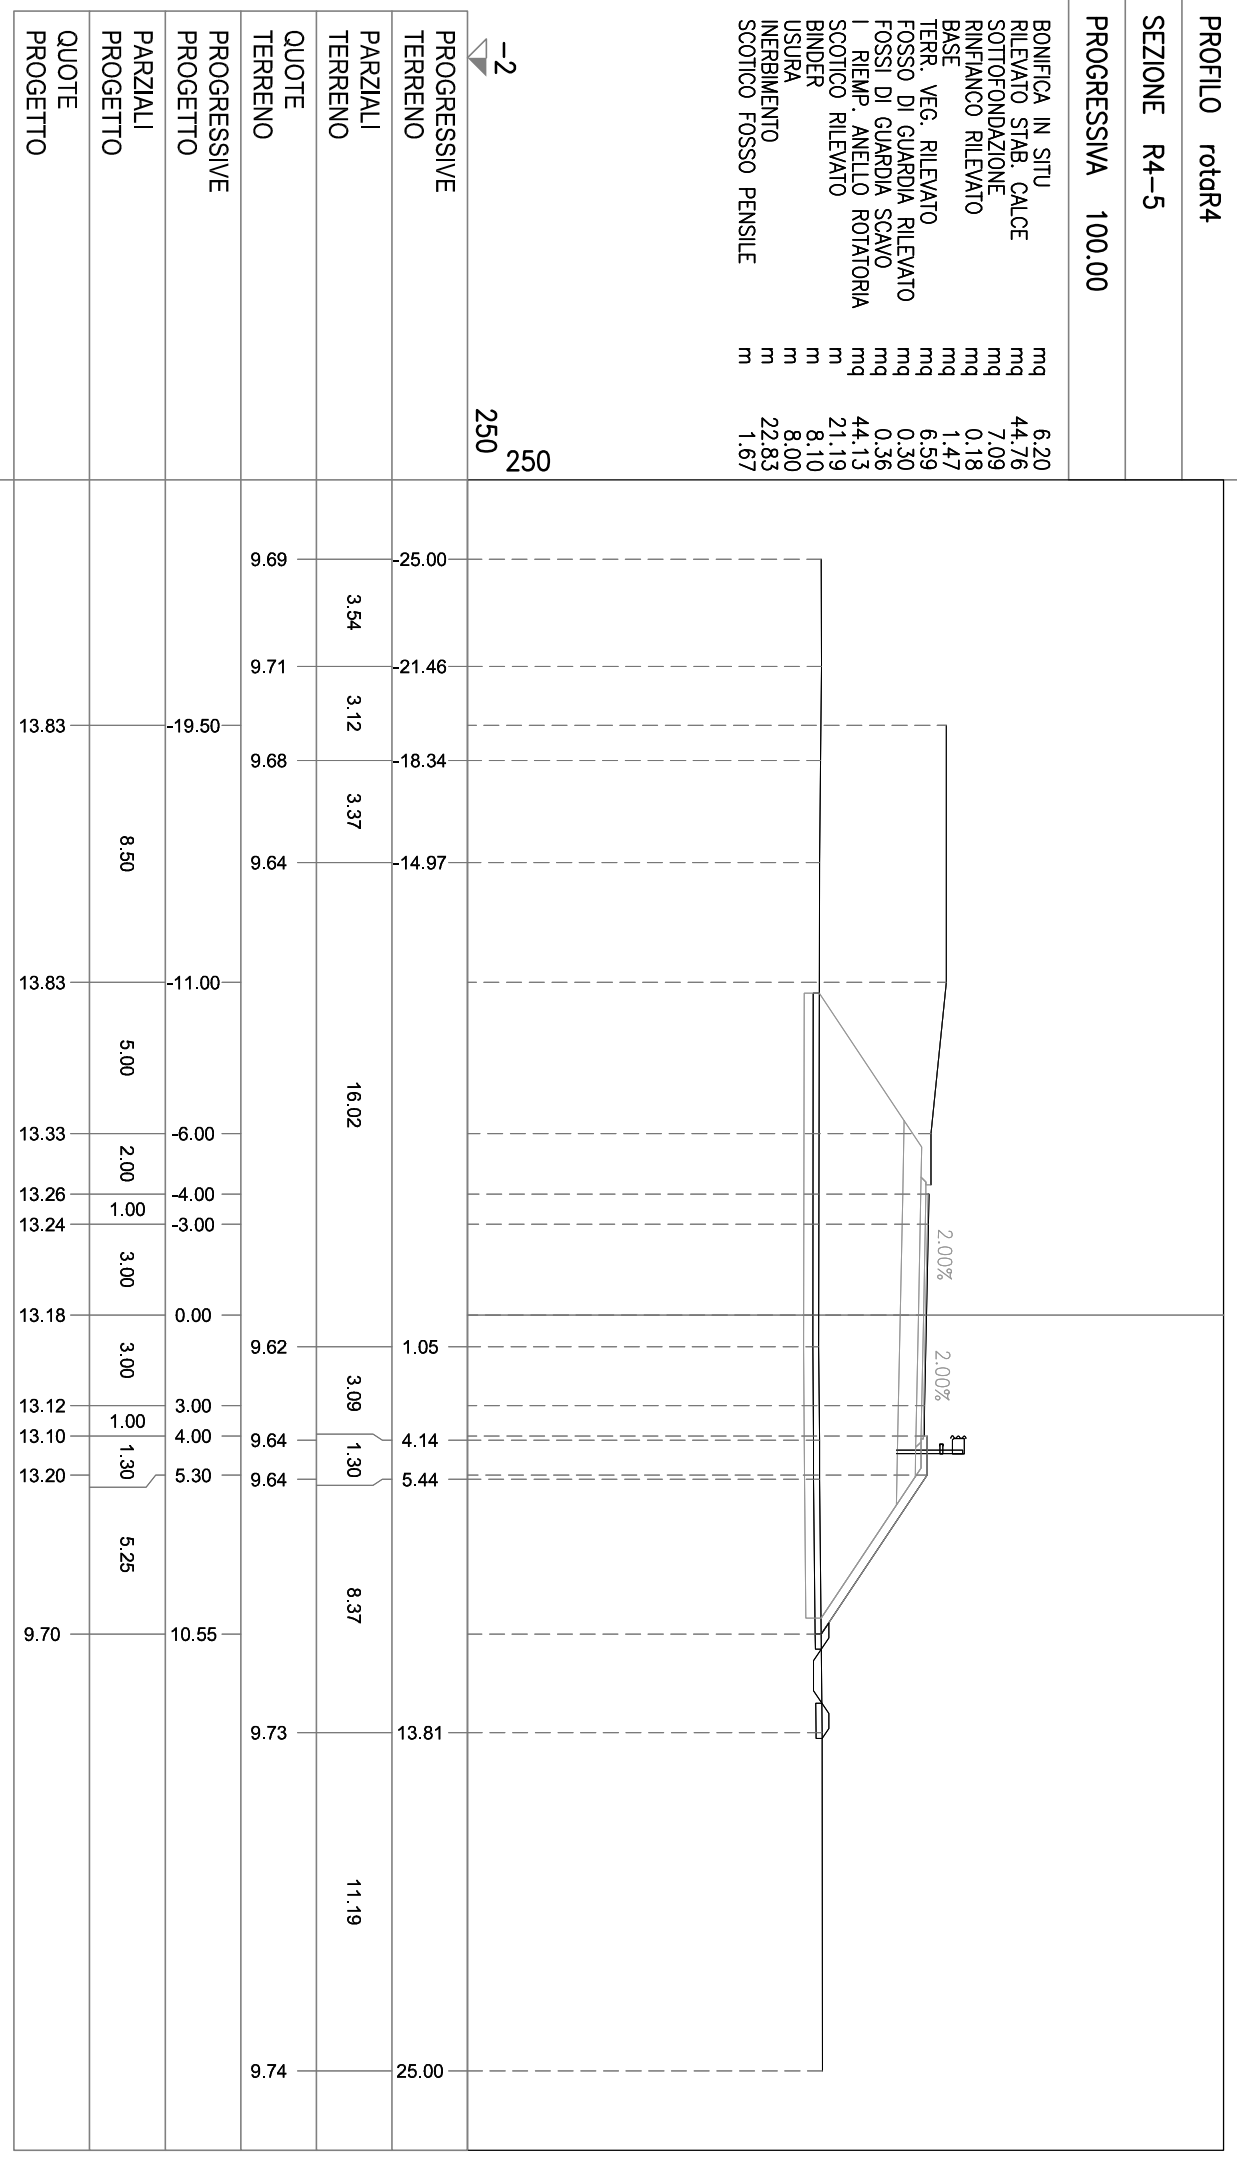 PROFILO rotaR4
SEZIONE R4-5
PROGRESSIVA 100.00
BONIFICA IN SITU mq 6.20
RILEVATO STAB. CALCE mq 44.76
SOTTOFONDAZIONE mq 7.09
RINFIANCO RILEVATO mq 0.18
BASE mq 1.47
TERR. VEG. RILEVATO mq 6.59
FOSSO DI GUARDIA RILEVATO mq 0.30
FOSSI DI GUARDIA SCAVO mq 0.36
I RIEMP. ANELLO ROTATORIA mq 44.13
SCOTICO RILEVATO m 21.19
BINDER m 8.10
USURA m 8.00
INERBIMENTO m 22.83
SCOTICO FOSSO PENSILE m 1.67
2.00% 2.00%
250
250
-2
PROGRESSIVE
TERRENO
-25.00 -21.46 -18.34 -14.97 1.05 4.14 5.44 13.81 25.00
PARZIALI
TERRENO
3.54 3.12 3.37 16.02 3.09 1.30 8.37 11.19
QUOTE
TERRENO
9.69 9.71 9.68 9.64 9.62 9.64 9.64 9.73 9.74
PROGRESSIVE
PROGETTO
-19.50 -11.00 -6.00 -4.00 -3.00 0.00 3.00 4.00 5.30 10.55
PARZIALI
PROGETTO
8.50 5.00 2.00 1.00 3.00 3.00 1.00 1.30 5.25
QUOTE
PROGETTO
13.83 13.83 13.33 13.26 13.24 13.18 13.12 13.10 13.20 9.70